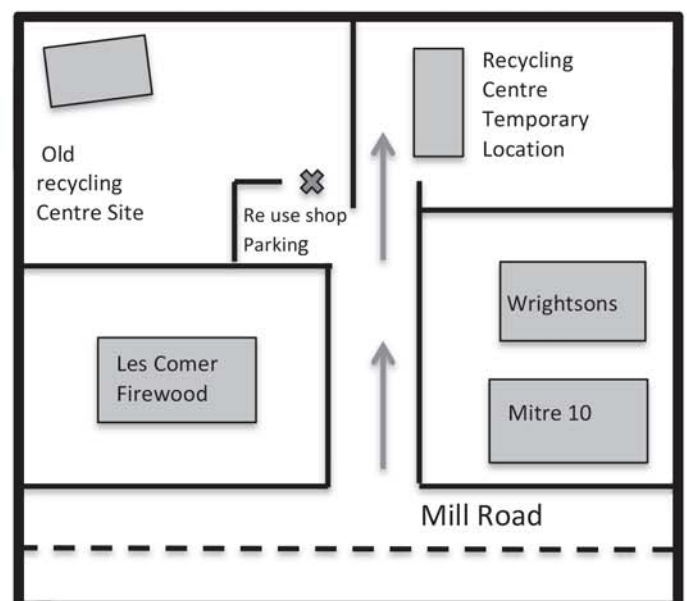 Recycling
Centre
Temporary
Location
Old
recycling
Centre Site
Re use shop
Parking
Wrightsons
Les Comer
Firewood
Mitre 10
Mill Road